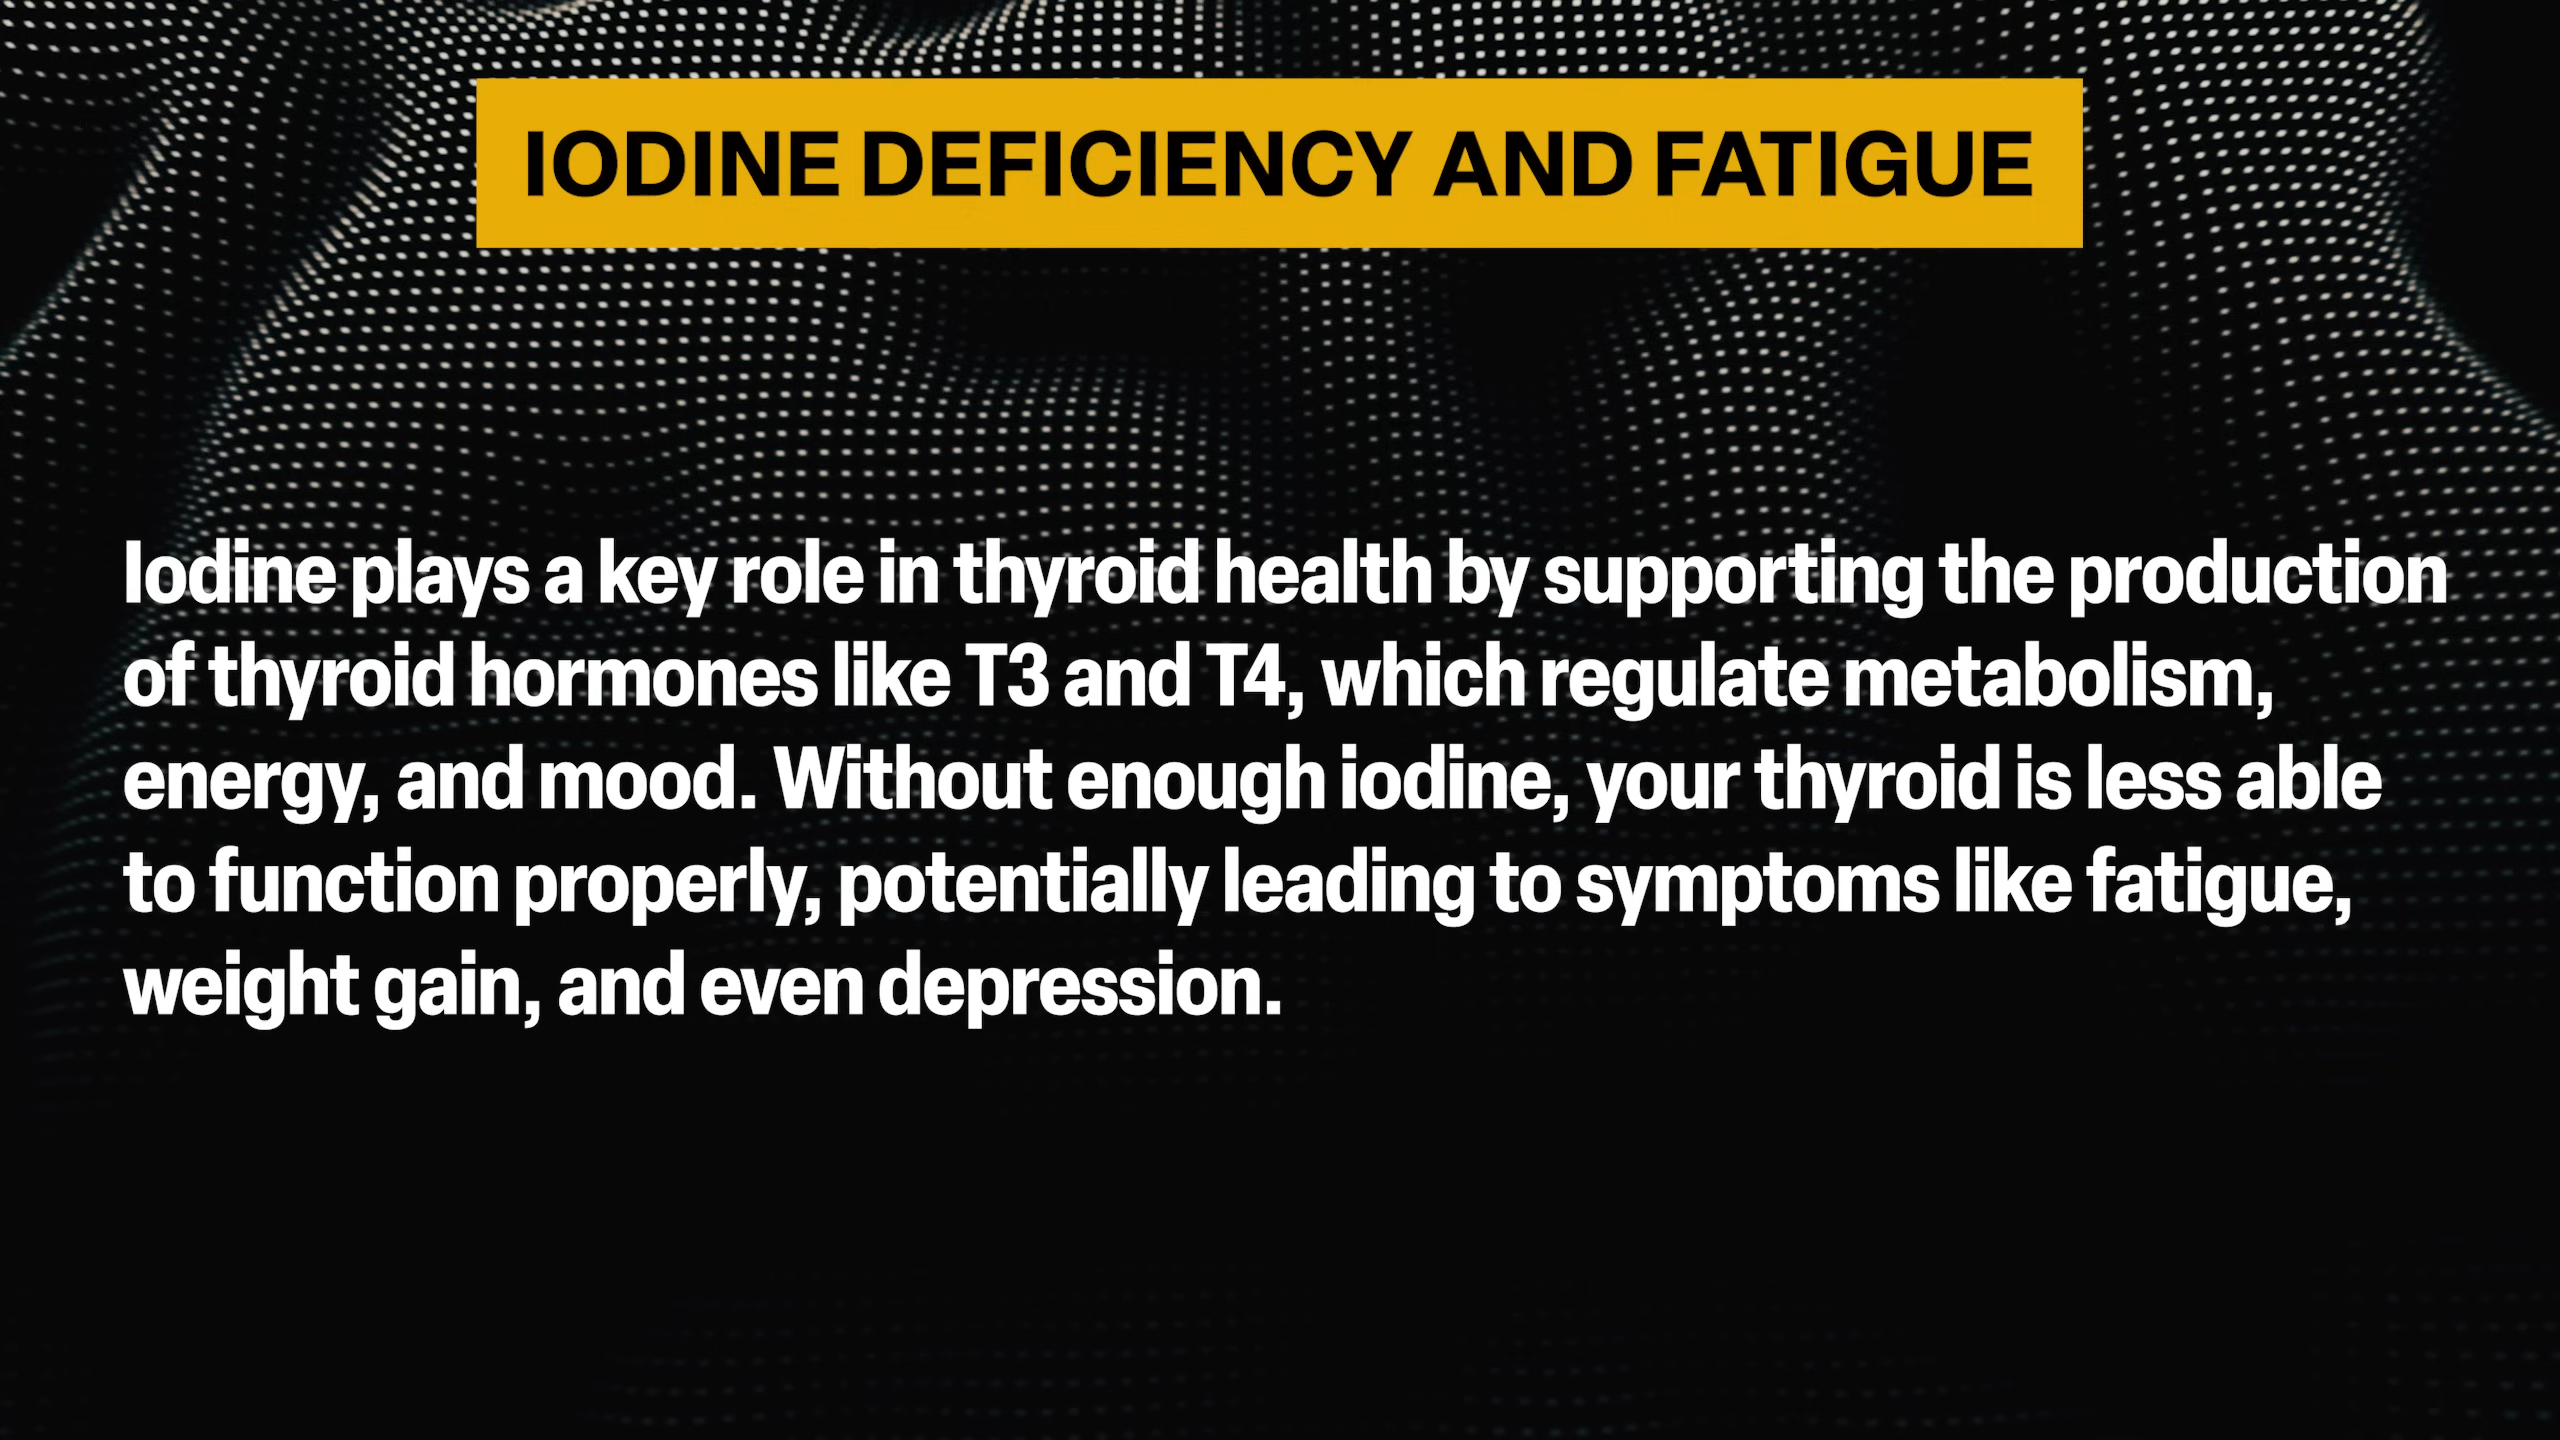 IODINE DEFICIENCY AND FATIGUE
Iodine plays a key role in thyroid health by supporting the production
of thyroid hormones like T3 and T4, which regulate metabolism,
energy, and mood. Without enough iodine, your thyroid is less able
to function properly, potentially leading to symptoms like fatigue,
weight gain, and even depression.